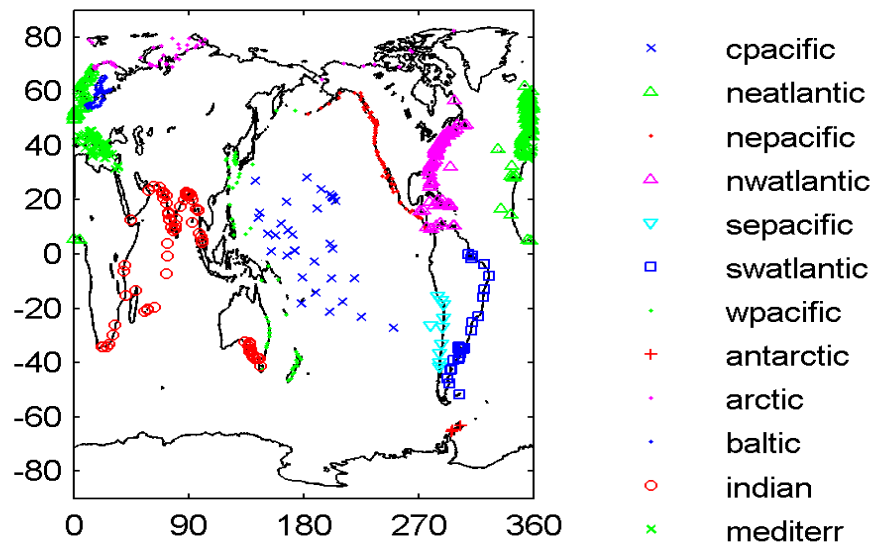 80
60
40
20
0
-20
-40
-60
-80
0 90 180 270 360
cpacific
neatlantic
nepacific
nwatlantic
sepacific
swatlantic
wpacific
antarctic
arctic
baltic
indian
mediterr